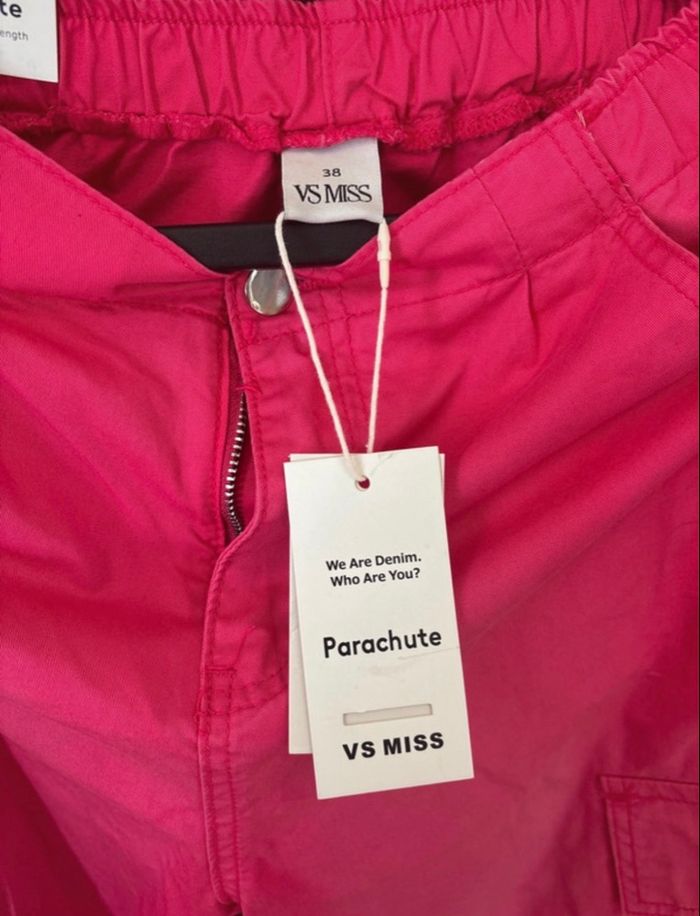 te
ength
38
VS MISS
We Are Denim.
Who Are You?
Parachute
VS MISS